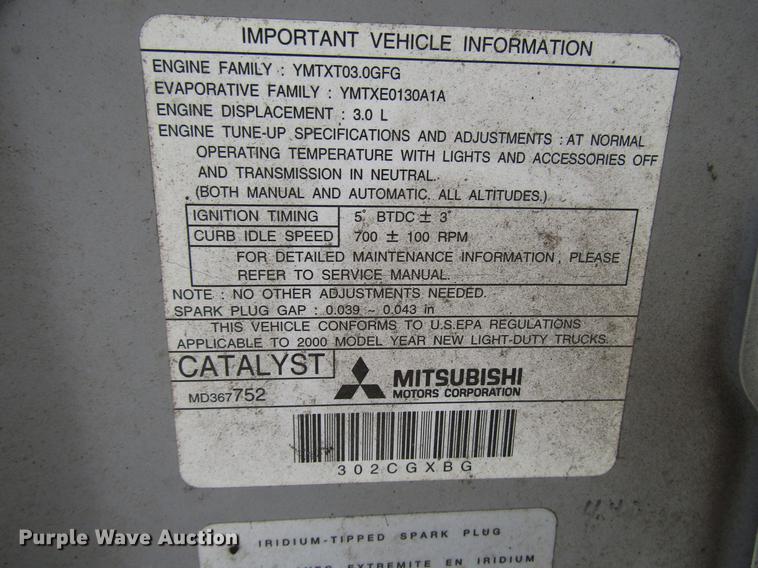 IMPORTANT VEHICLE INFORMATION
ENGINE FAMILY : YMTXT03.0GFG
EVAPORATIVE FAMILY : YMTXE0130A1A
ENGINE DISPLACEMENT : 3.0 L
ENGINE TUNE-UP SPECIFICATIONS AND ADJUSTMENTS : AT NORMAL
OPERATING TEMPERATURE WITH LIGHTS AND ACCESSORIES OFF
AND TRANSMISSION IN NEUTRAL.
(BOTH MANUAL AND AUTOMATIC. ALL ALTITUDES.)
IGNITION TIMING 5° BTDC ± 3°
CURB IDLE SPEED 700 ± 100 RPM
FOR DETAILED MAINTENANCE INFORMATION, PLEASE
REFER TO SERVICE MANUAL.
NOTE : NO OTHER ADJUSTMENTS NEEDED.
SPARK PLUG GAP : 0.039 ~ 0.043 in
THIS VEHICLE CONFORMS TO U.S.EPA REGULATIONS
APPLICABLE TO 2000 MODEL YEAR NEW LIGHT-DUTY TRUCKS.
CATALYST
MD367752
MITSUBISHI
MOTORS CORPORATION
302CGXBG
IRIDIUM-TIPPED SPARK PLUG
EXTREMITE EN IRIDIUM
Purple Wave Auction